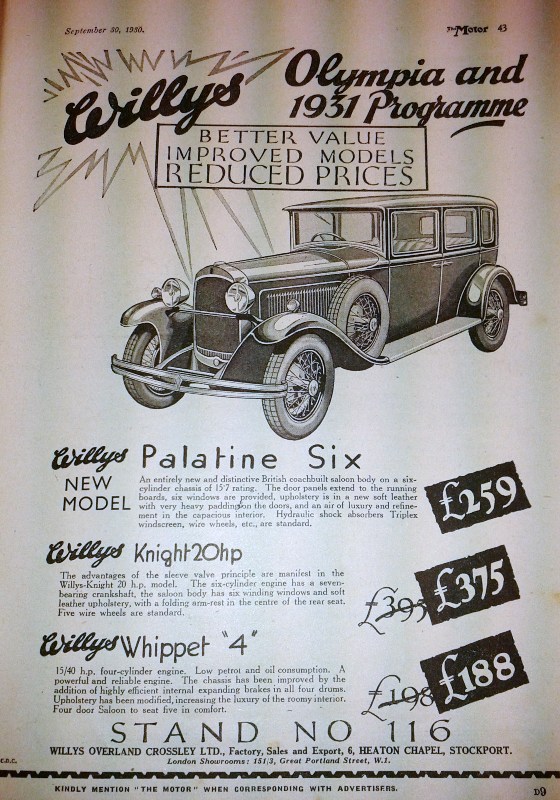 September 30, 1930.
The Motor 43
Willys Olympia and
1931 Programme
BETTER VALUE
IMPROVED MODELS
REDUCED PRICES
Willys Palatine Six
NEW
MODEL
An entirely new and distinctive British coachbuilt saloon body on a six-
cylinder chassis of 15·7 rating. The door panels extend to the running
boards, six windows are provided, upholstery is in a new soft leather
with very heavy padding on the doors, and an air of luxury and refine-
ment in the capacious interior. Hydraulic shock absorbers Triplex
windscreen, wire wheels, etc., are standard.
£259
Willys Knight 20hp
The advantages of the sleeve valve principle are manifest in the
Willys-Knight 20 h.p. model. The six-cylinder engine has a seven-
bearing crankshaft, the saloon body has six winding windows and soft
leather upholstery, with a folding arm-rest in the centre of the rear seat.
Five wire wheels are standard.
£395 £375
Willys Whippet "4"
15/40 h.p. four-cylinder engine. Low petrol and oil consumption. A
powerful and reliable engine. The chassis has been improved by the
addition of highly efficient internal expanding brakes in all four drums.
Upholstery has been modified, increasing the luxury of the roomy interior.
Four door Saloon to seat five in comfort.
£198 £188
STAND NO 116
WILLYS OVERLAND CROSSLEY LTD., Factory, Sales and Export, 6, HEATON CHAPEL, STOCKPORT.
C.D.C.
London Showrooms: 151/3, Great Portland Street, W.1.
KINDLY MENTION "THE MOTOR" WHEN CORRESPONDING WITH ADVERTISERS.
D9